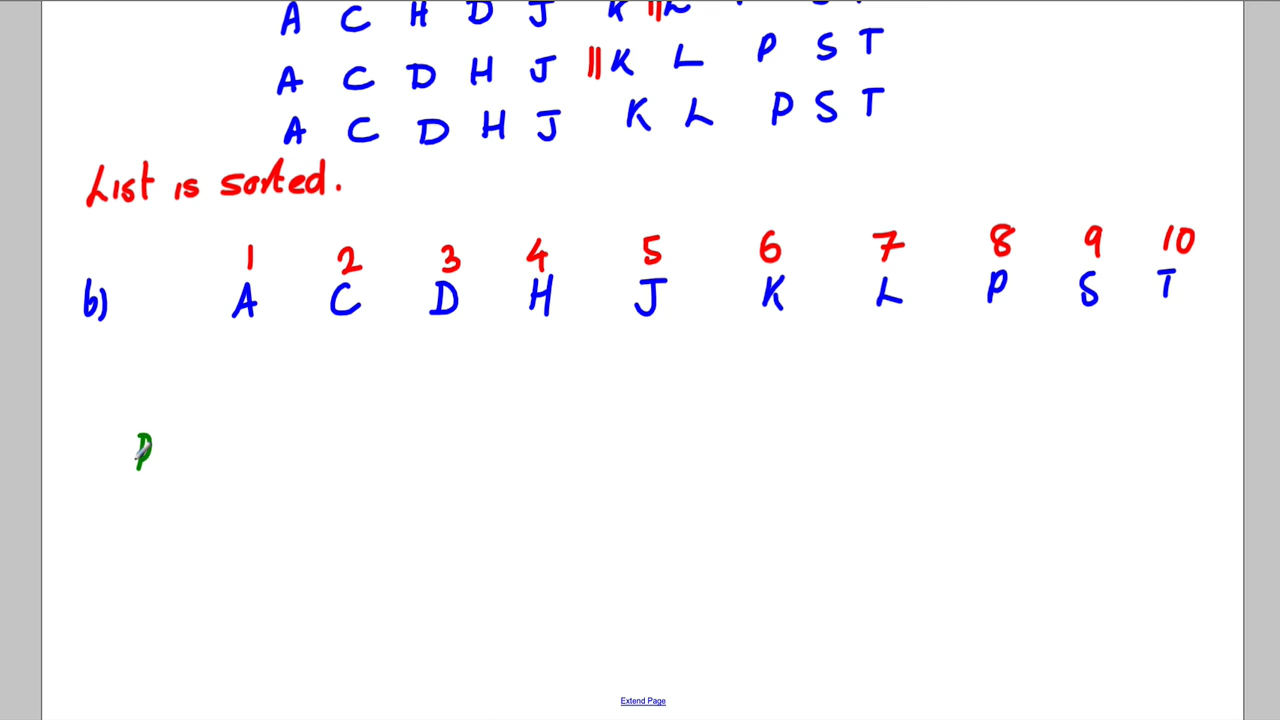 A C H D J K || L
A C D H J || K L P S T
A C D H J K L P S T
List is sorted.
1 2 3 4 5 6 7 8 9 10
b) A C D H J K L P S T
P
Extend Page